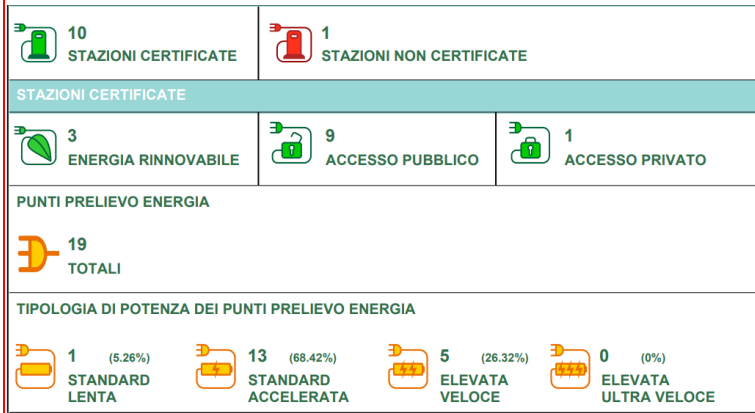 10
STAZIONI CERTIFICATE
1
STAZIONI NON CERTIFICATE
STAZIONI CERTIFICATE
3
ENERGIA RINNOVABILE
9
ACCESSO PUBBLICO
1
ACCESSO PRIVATO
PUNTI PRELIEVO ENERGIA
19
TOTALI
TIPOLOGIA DI POTENZA DEI PUNTI PRELIEVO ENERGIA
1 (5.26%)
STANDARD
LENTA
13 (68.42%)
STANDARD
ACCELERATA
5 (26.32%)
ELEVATA
VELOCE
0 (0%)
ELEVATA
ULTRA VELOCE